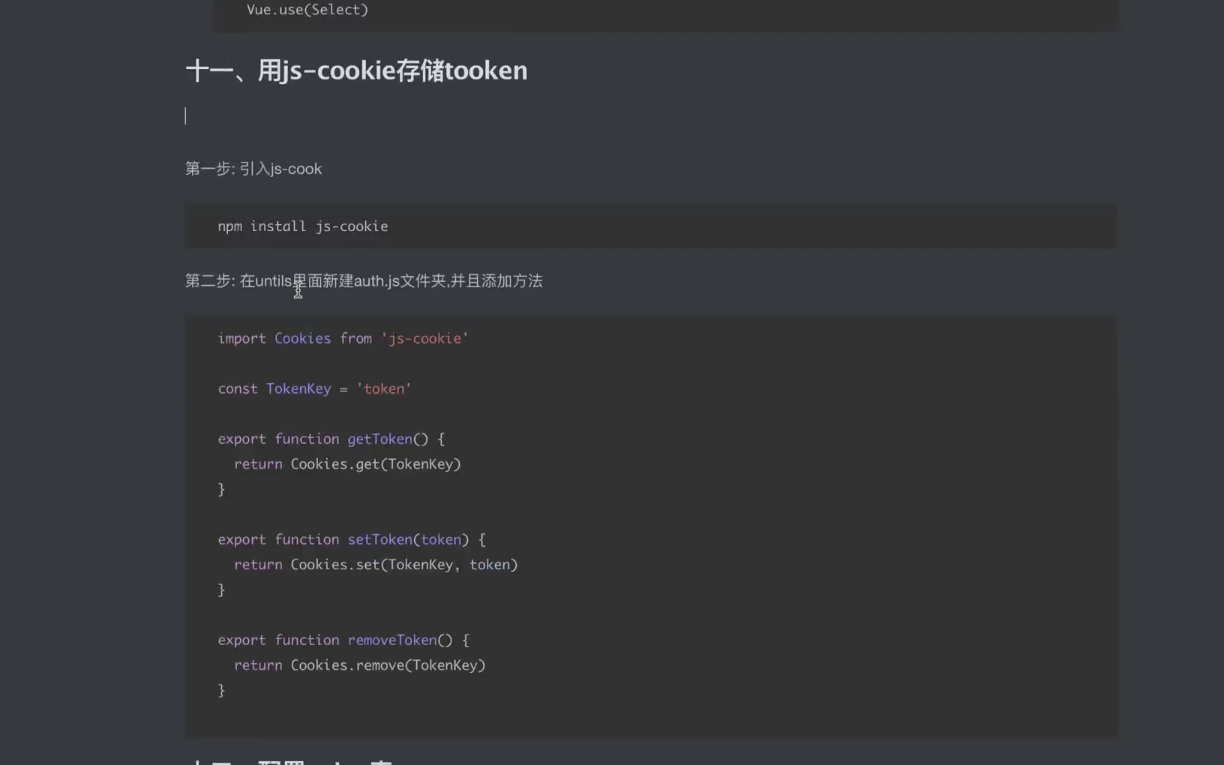 Vue.use(Select)
十一、用js-cookie存储tooken
第一步: 引入js-cook
npm install js-cookie
第二步: 在untils里面新建auth.js文件夹,并且添加方法
import Cookies from 'js-cookie'
const TokenKey = 'token'
export function getToken() {
return Cookies.get(TokenKey)
}
export function setToken(token) {
return Cookies.set(TokenKey, token)
}
export function removeToken() {
return Cookies.remove(TokenKey)
}